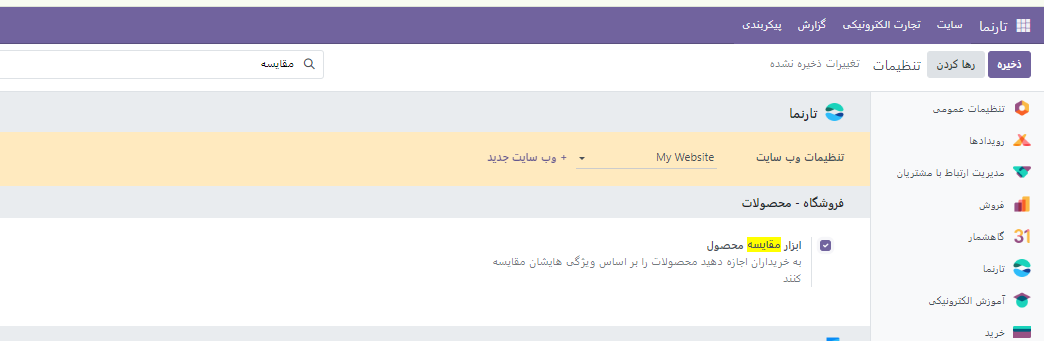 تارنما
سایت
تجارت الکترونیکی
گزارش
پیکربندی
ذخیره
رها کردن
تنظیمات
تغییرات ذخیره نشده
مقایسه
تنظیمات عمومی
رویدادها
مدیریت ارتباط با مشتریان
فروش
31 گاهشمار
تارنما
آموزش الکترونیکی
خرید
تارنما
تنظیمات وب سایت
My Website
+ وب سایت جدید
فروشگاه - محصولات
ابزار مقایسه محصول
به خریداران اجازه دهید محصولات را بر اساس ویژگی هایشان مقایسه
کنند